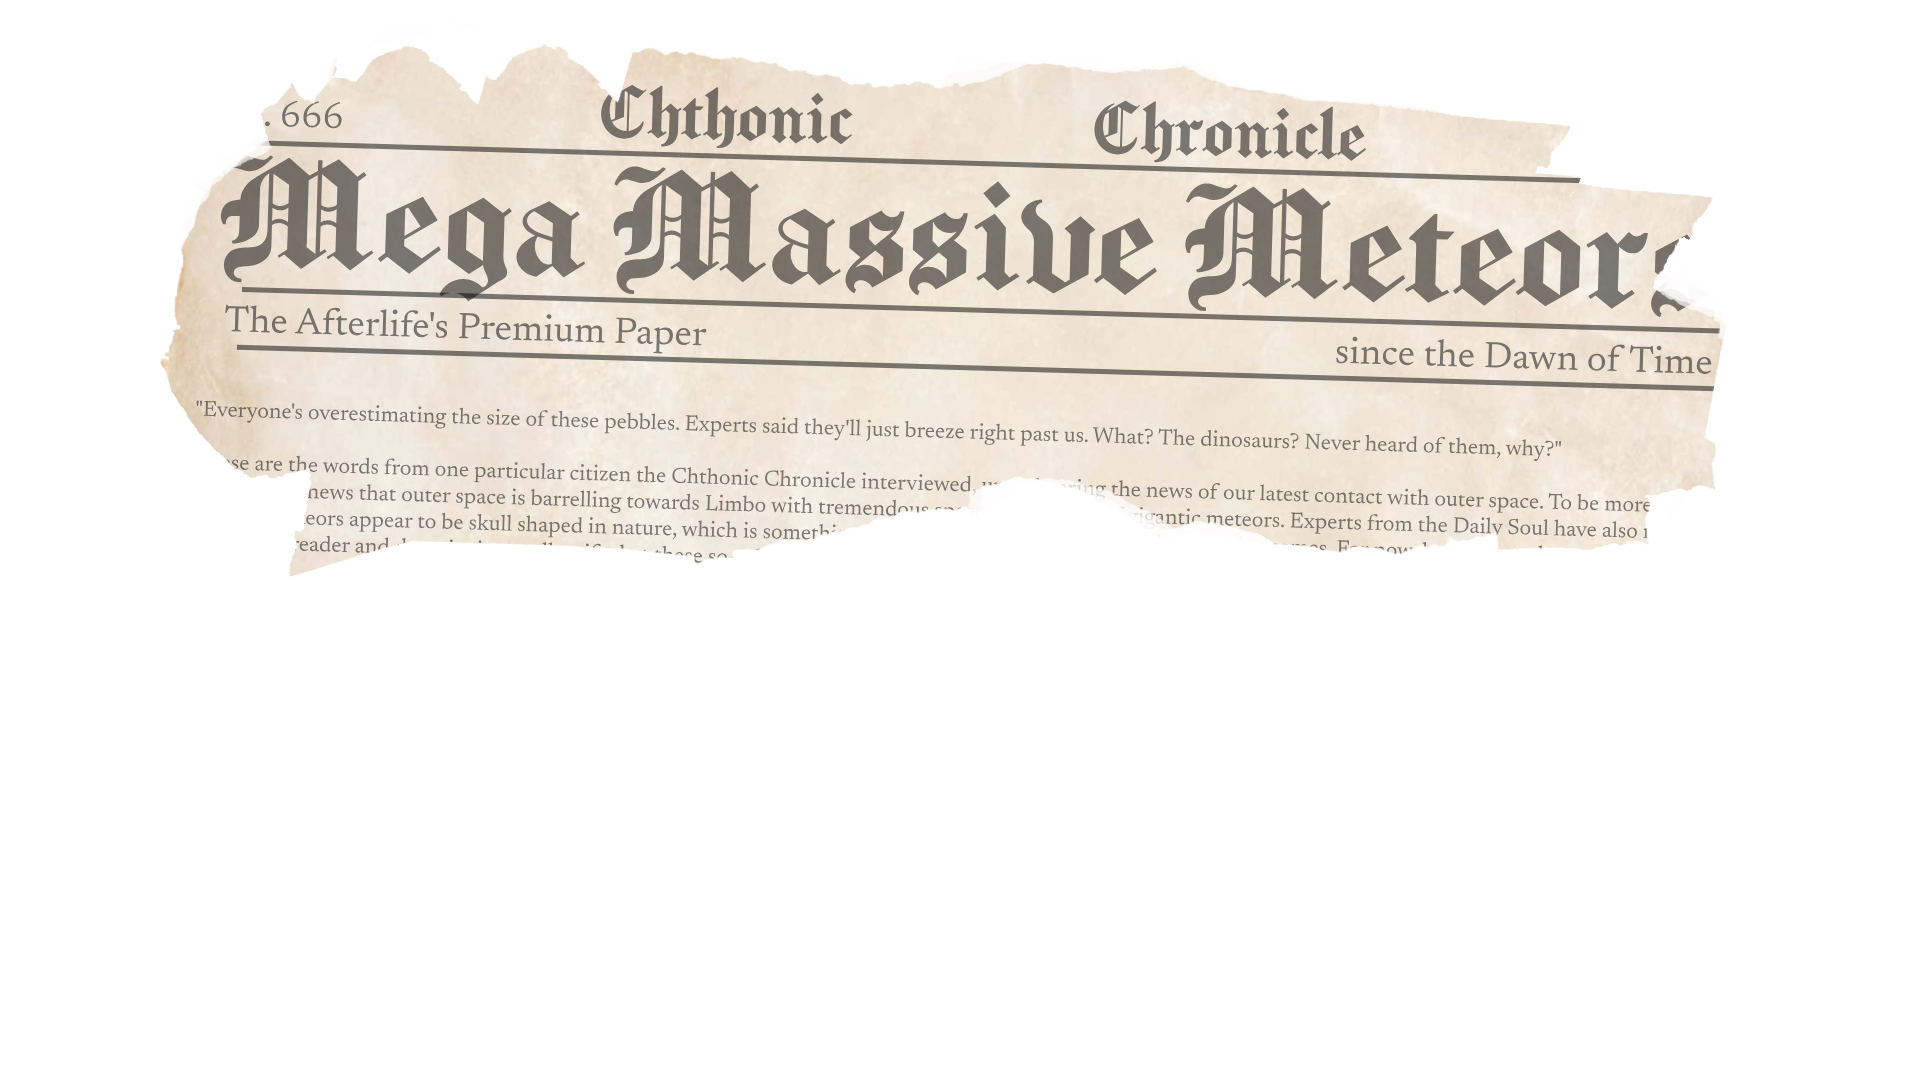 . 666 Chthonic Chronicle
Mega Massive Meteors
The Afterlife's Premium Paper since the Dawn of Time
"Everyone's overestimating the size of these pebbles. Experts said they'll just breeze right past us. What? The dinosaurs? Never heard of them, why?"
are the words from one particular citizen the Chthonic Chronicle interviewed, the news of our latest contact with outer space. To be more
news that outer space is barrelling towards Limbo with tremendous meteors. Experts from the Daily Soul have also
appear to be skull shaped in nature, which is
and